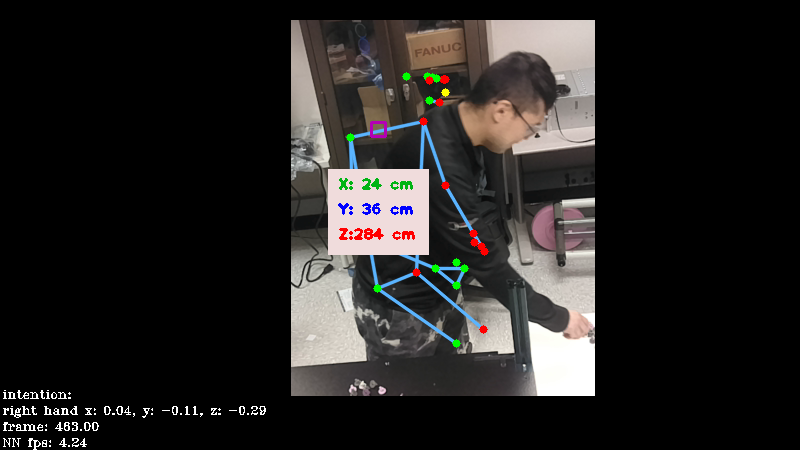 FANUC
X: 24 cm
Y: 36 cm
Z:284 cm
intention:
right hand x: 0.04, y: -0.11, z: -0.29
frame: 463.00
NN fps: 4.24